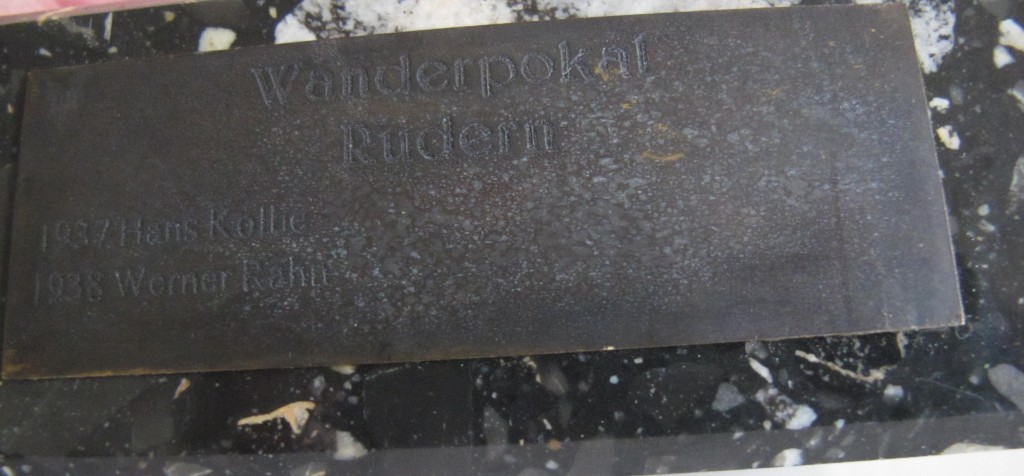 Wanderpokal
Rudern
1937 Hans Kollie
1938 Werner Rahn